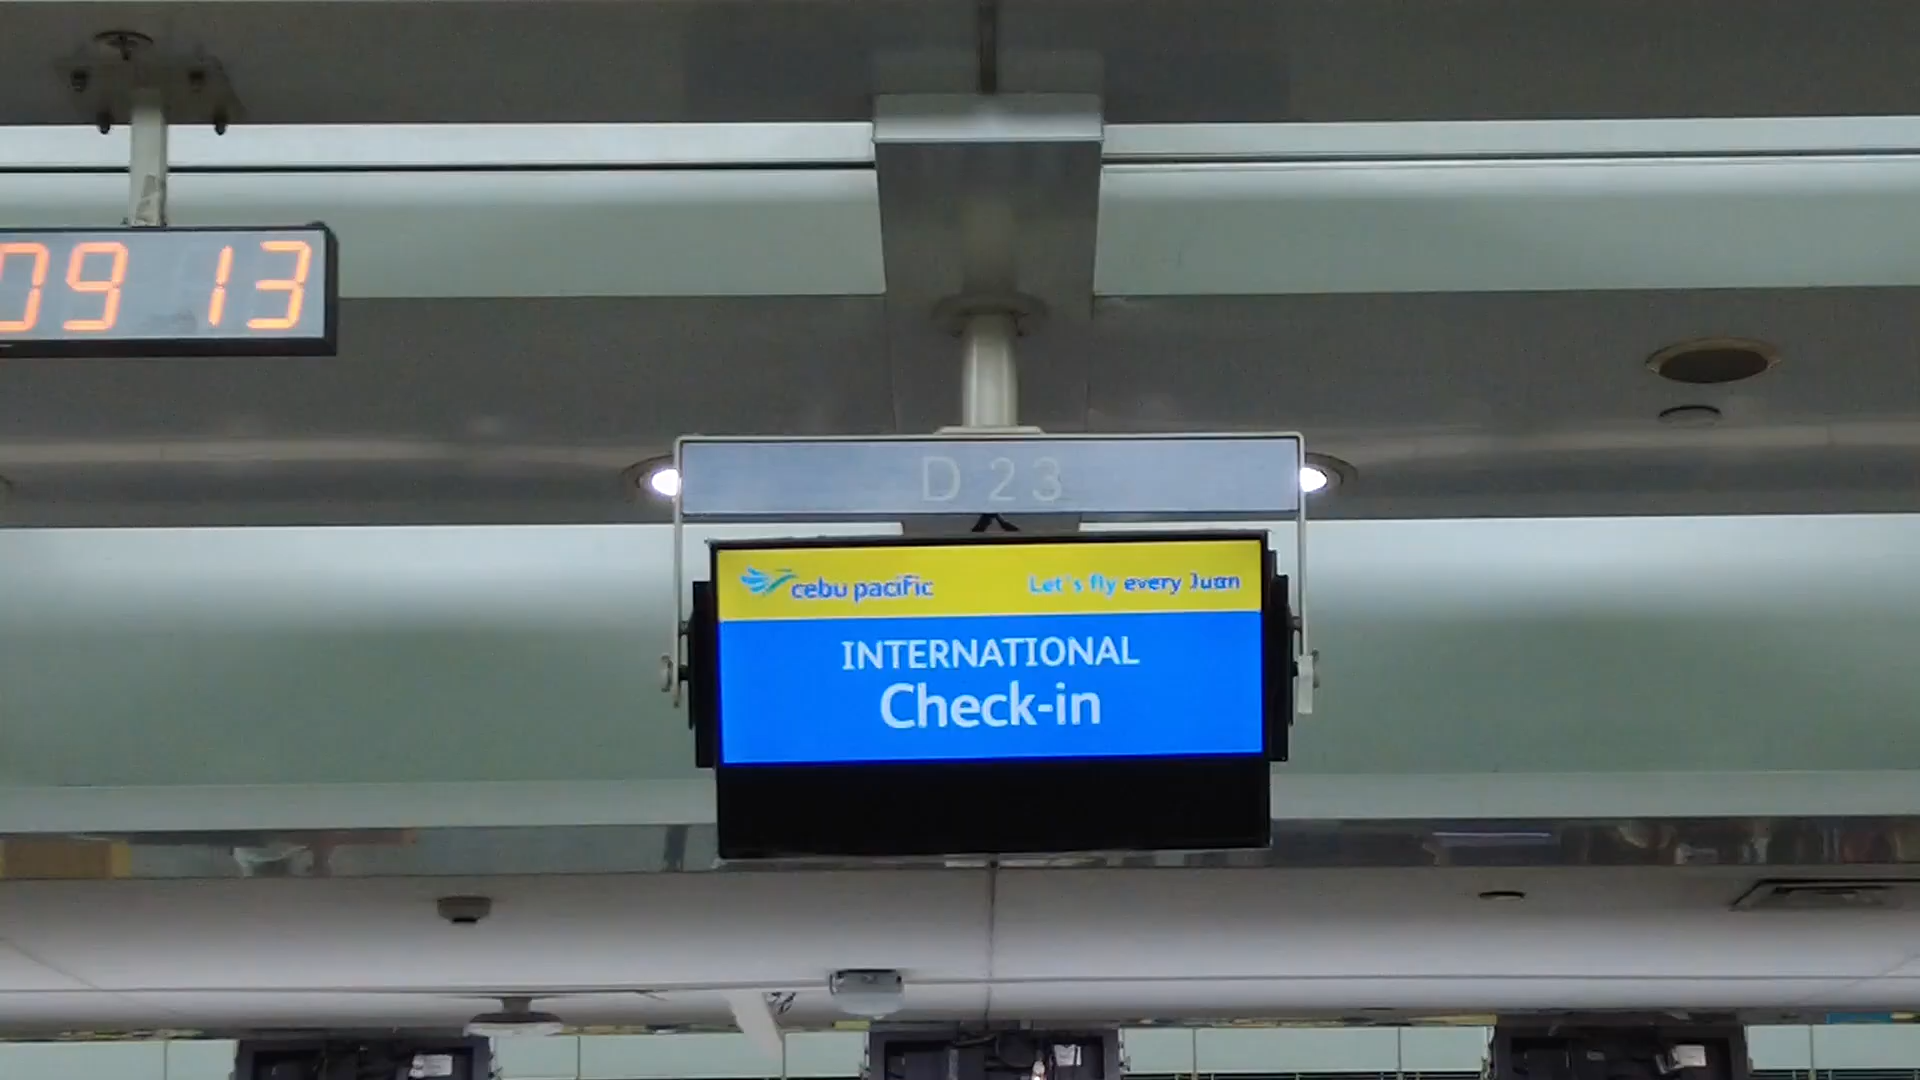 09 13
D 23
cebu pacific
Let's fly every Juan
INTERNATIONAL
Check-in